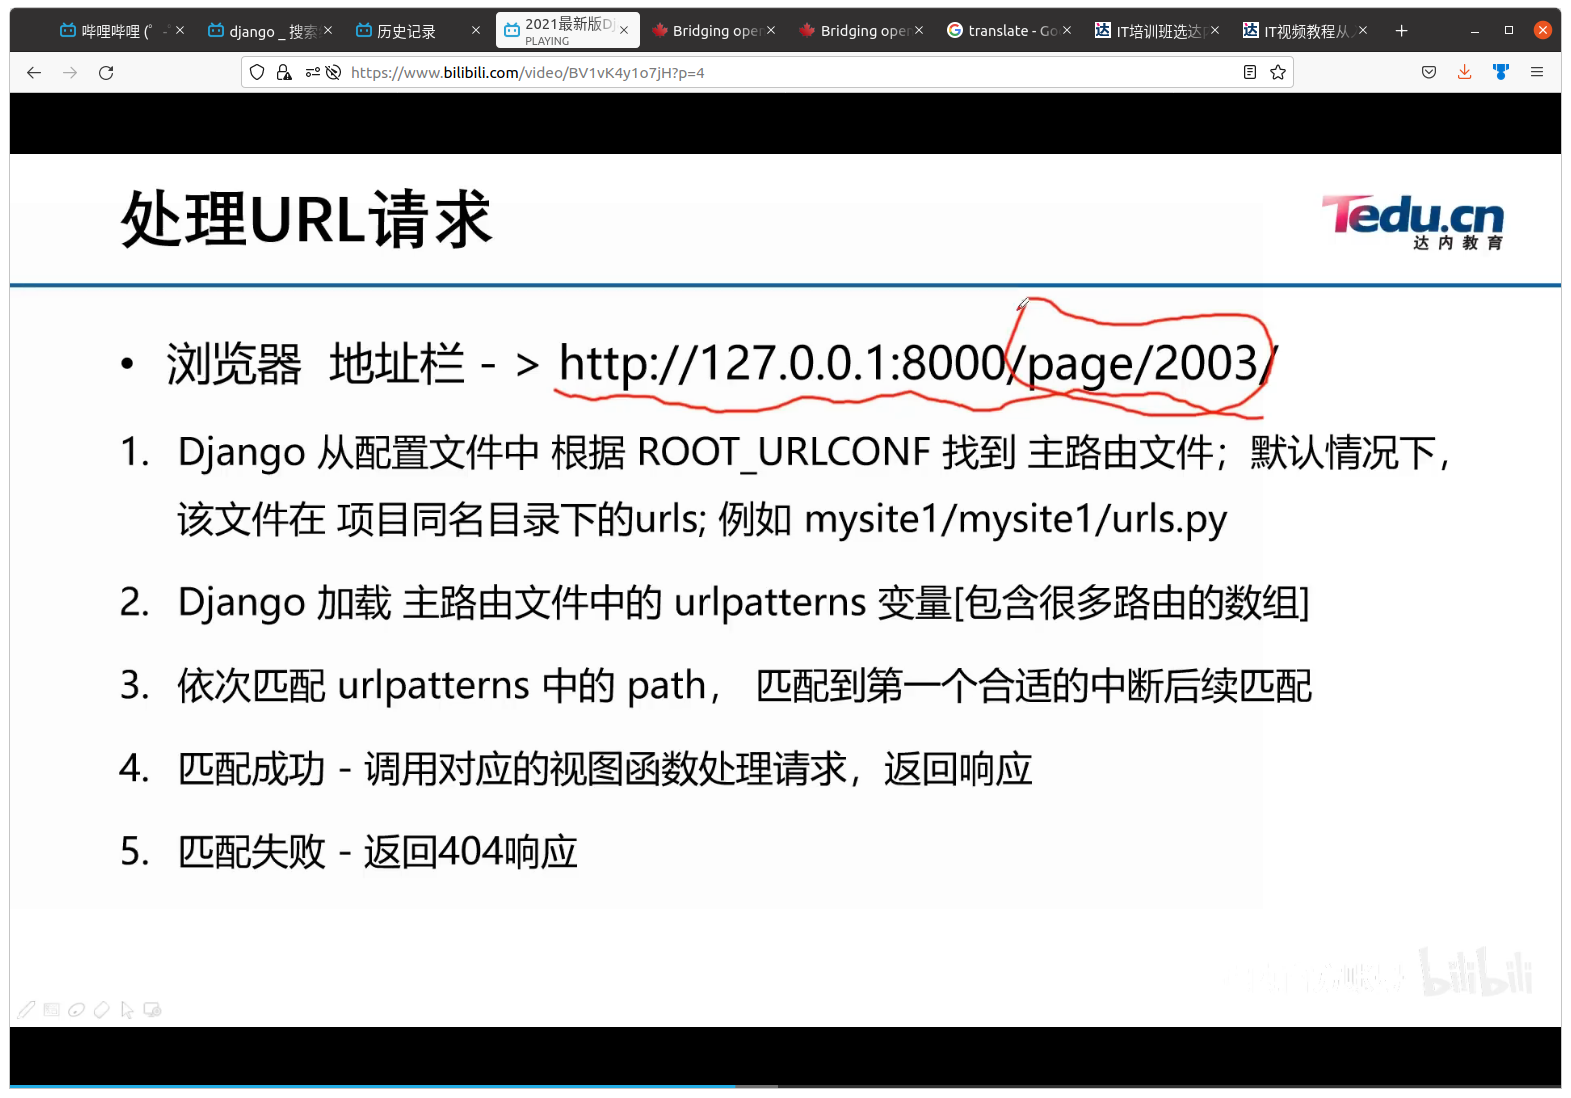 哔哩哔哩 (゜-゜
django _ 搜索
历史记录
2021最新版Dj
PLAYING
Bridging oper
Bridging oper
translate - Go
IT培训班选达
IT视频教程从
https://www.bilibili.com/video/BV1vK4y1o7jH?p=4
处理URL请求
Tedu.cn
达内教育
• 浏览器 地址栏 - > http://127.0.0.1:8000/page/2003/
1. Django 从配置文件中 根据 ROOT_URLCONF 找到 主路由文件；默认情况下，
该文件在 项目同名目录下的urls; 例如 mysite1/mysite1/urls.py
2. Django 加载 主路由文件中的 urlpatterns 变量[包含很多路由的数组]
3. 依次匹配 urlpatterns 中的 path， 匹配到第一个合适的中断后续匹配
4. 匹配成功 - 调用对应的视图函数处理请求，返回响应
5. 匹配失败 - 返回404响应
bilibili